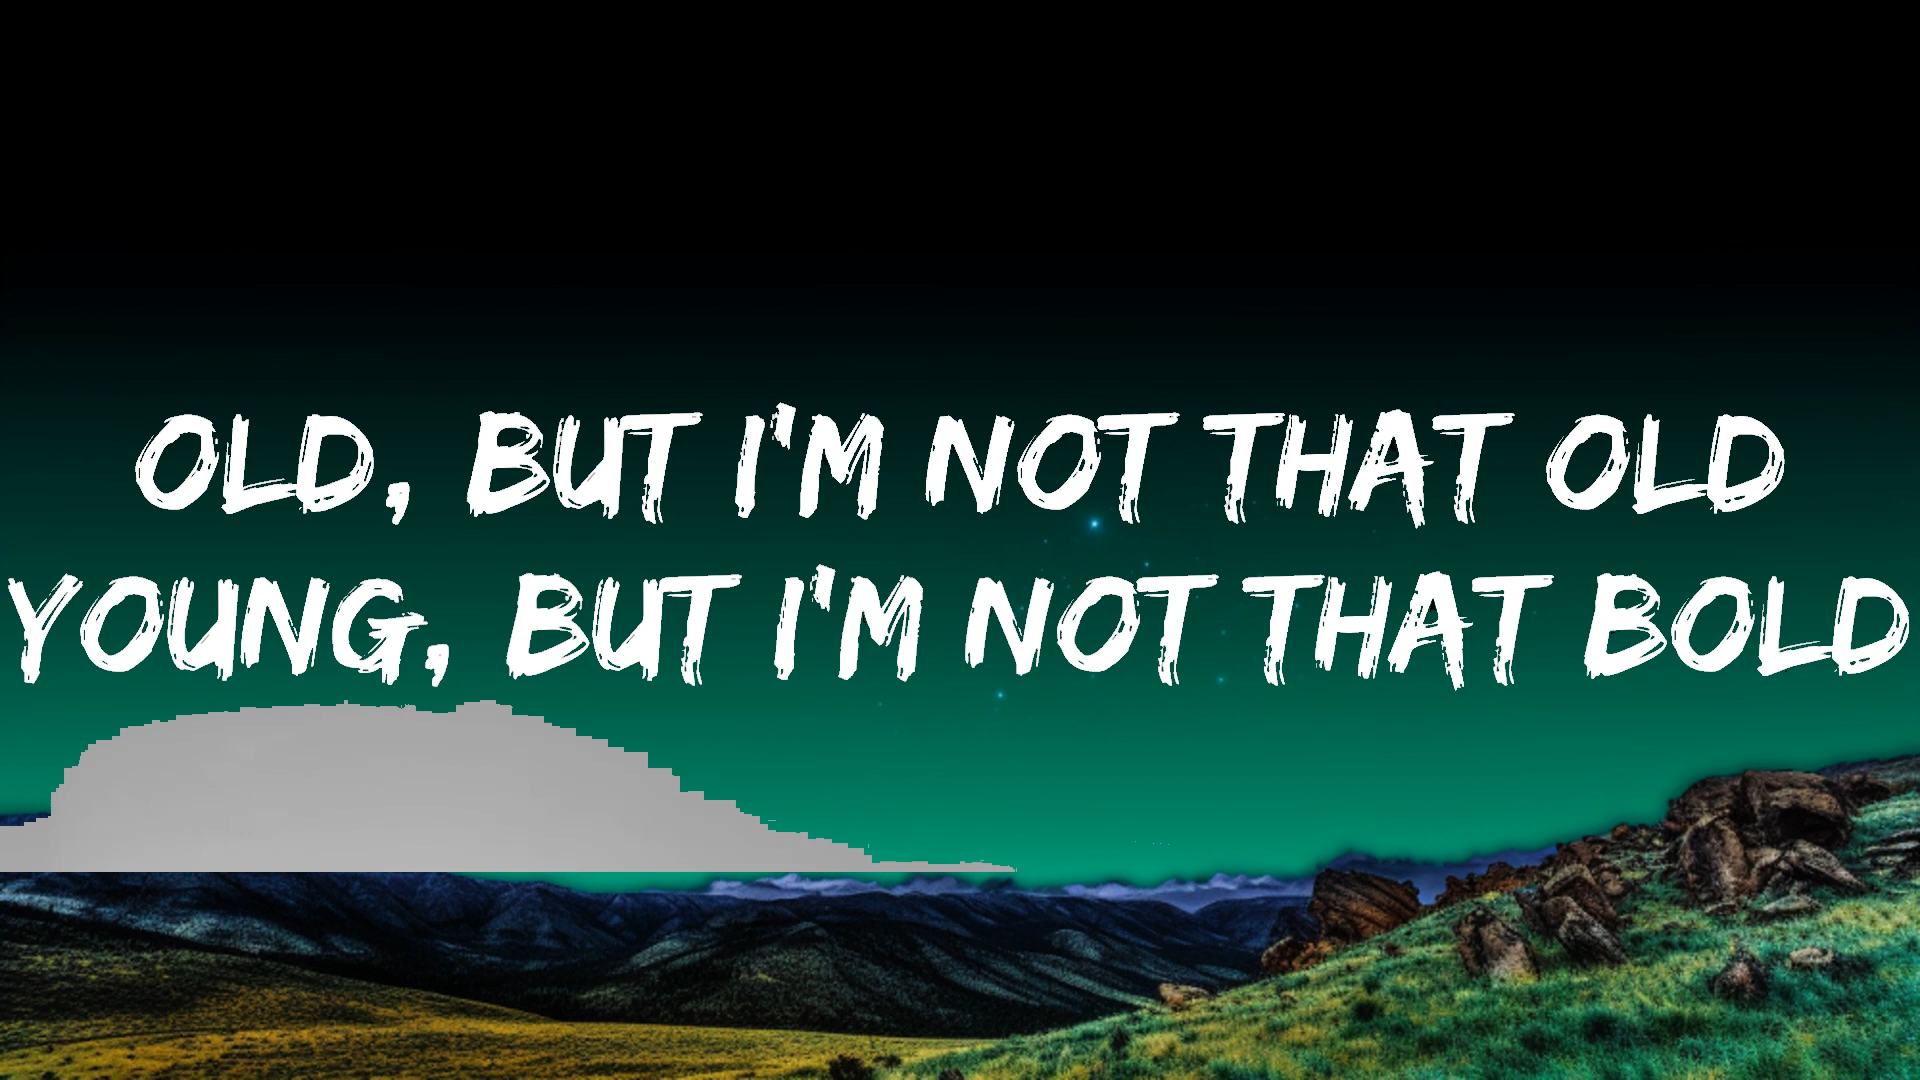 OLD, BUT I'M NOT THAT OLD
YOUNG, BUT I'M NOT THAT BOLD